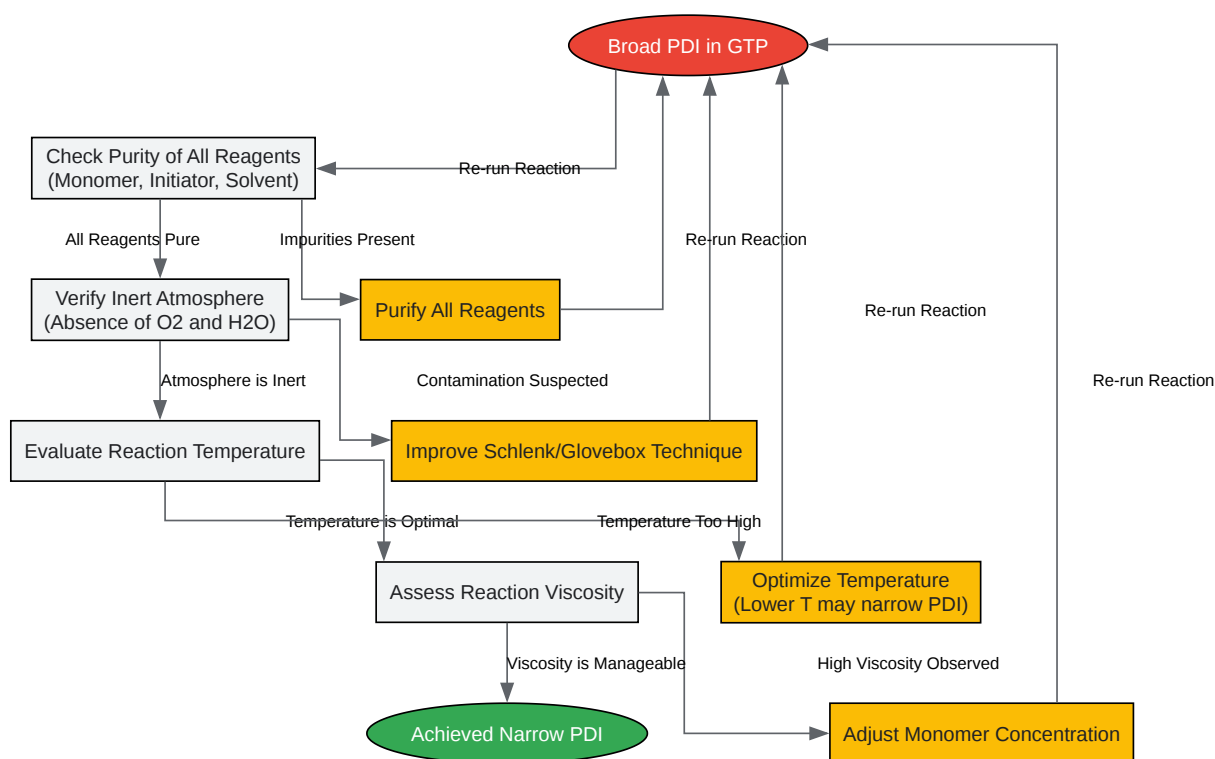 Broad PDI in GTP
Check Purity of All Reagents
(Monomer, Initiator, Solvent)
Re-run Reaction
All Reagents Pure
Impurities Present
Re-run Reaction
Verify Inert Atmosphere
(Absence of O2 and H2O)
Purify All Reagents
Re-run Reaction
Atmosphere is Inert
Contamination Suspected
Re-run Reaction
Evaluate Reaction Temperature
Improve Schlenk/Glovebox Technique
Temperature is Optimal
Temperature Too High
Assess Reaction Viscosity
Optimize Temperature
(Lower T may narrow PDI)
Viscosity is Manageable
High Viscosity Observed
Achieved Narrow PDI
Adjust Monomer Concentration